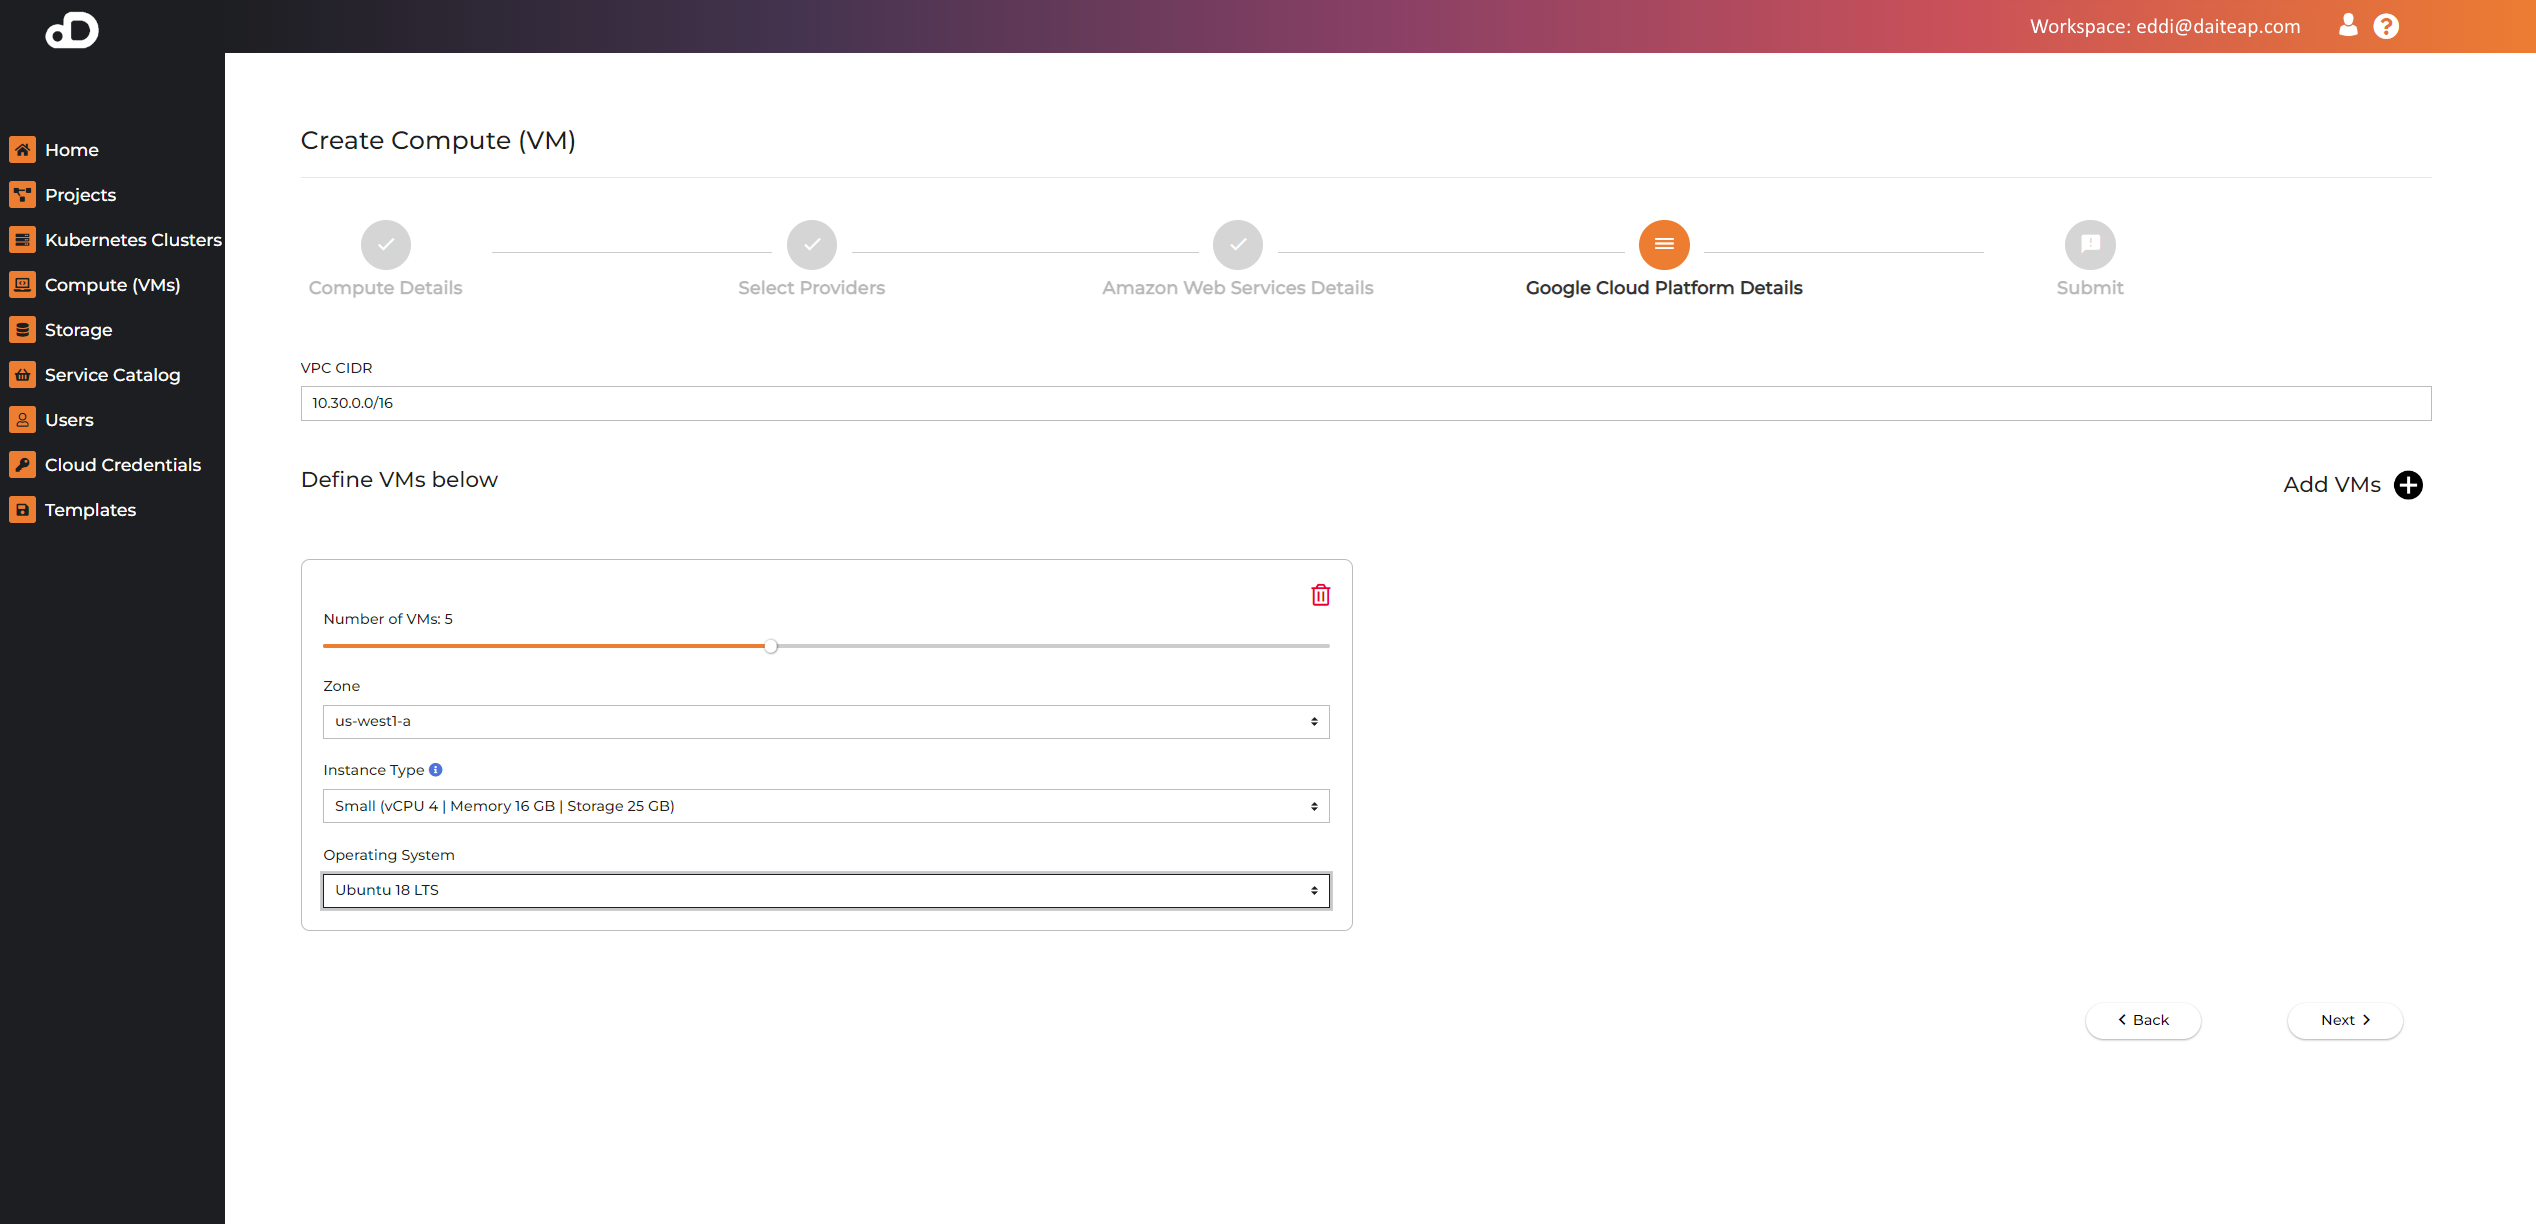 Workspace: eddi@daiteap.com
Home
Projects
Kubernetes Clusters
Compute (VMs)
Storage
Service Catalog
Users
Cloud Credentials
Templates
Create Compute (VM)
Compute Details
Select Providers
Amazon Web Services Details
Google Cloud Platform Details
Submit
VPC CIDR
10.30.0.0/16
Define VMs below
Add VMs
Number of VMs: 5
Zone
us-west1-a
Instance Type
Small (vCPU 4 | Memory 16 GB | Storage 25 GB)
Operating System
Ubuntu 18 LTS
Back
Next